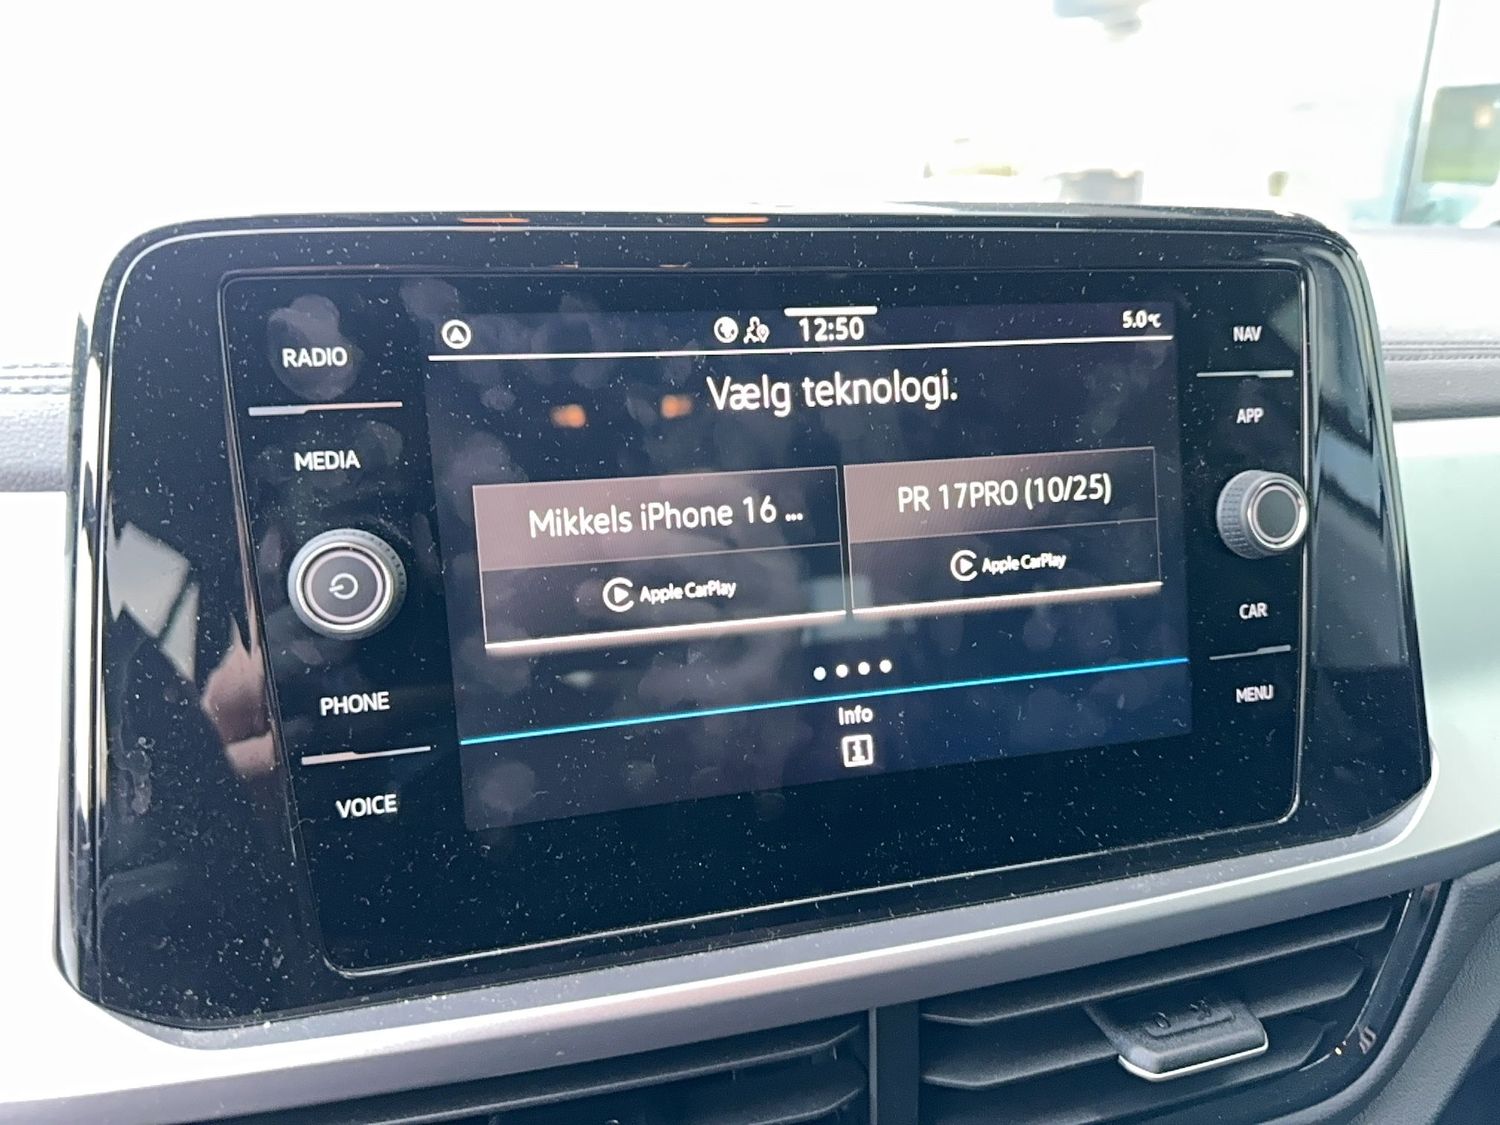 RADIO
MEDIA
PHONE
VOICE
12:50
5.0°C
Vælg teknologi.
Mikkels iPhone 16 ...
Apple CarPlay
PR 17PRO (10/25)
Apple CarPlay
Info
NAV
APP
CAR
MENU